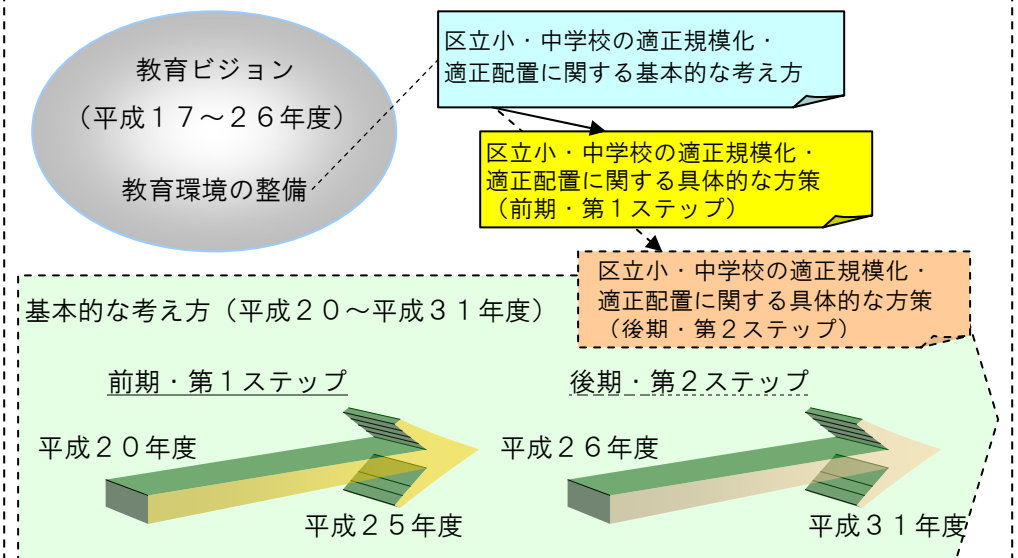 教育ビジョン
（平成１７～２６年度）
教育環境の整備
区立小・中学校の適正規模化・
適正配置に関する基本的な考え方
区立小・中学校の適正規模化・
適正配置に関する具体的な方策
（前期・第１ステップ）
区立小・中学校の適正規模化・
適正配置に関する具体的な方策
（後期・第２ステップ）
基本的な考え方（平成２０～平成３１年度）
前期・第１ステップ
後期・第２ステップ
平成２０年度
平成２６年度
平成２５年度
平成３１年度